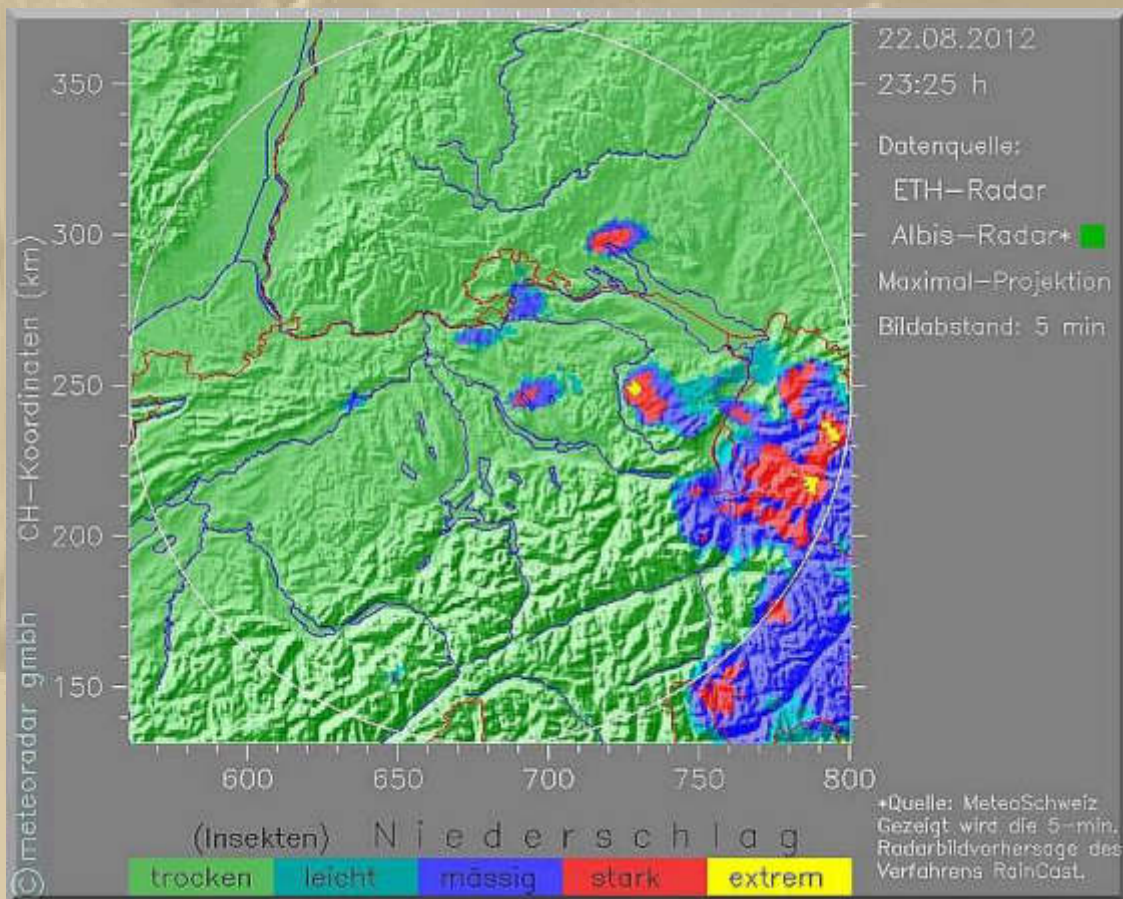 22.08.2012
23:25 h
Datenquelle:
ETH-Radar
Albis-Radar*
Maximal-Projektion
Bildabstand: 5 min
350
300
250
200
150
CH-Koordinaten (km)
© meteoradar gmbh
600 650 700 750 800
(Insekten) Niederschlag
trocken leicht mässig stark extrem
*Quelle: MeteoSchweiz
Gezeigt wird die 5-min.
Radarbildvorhersage des
Verfahrens RainCast.